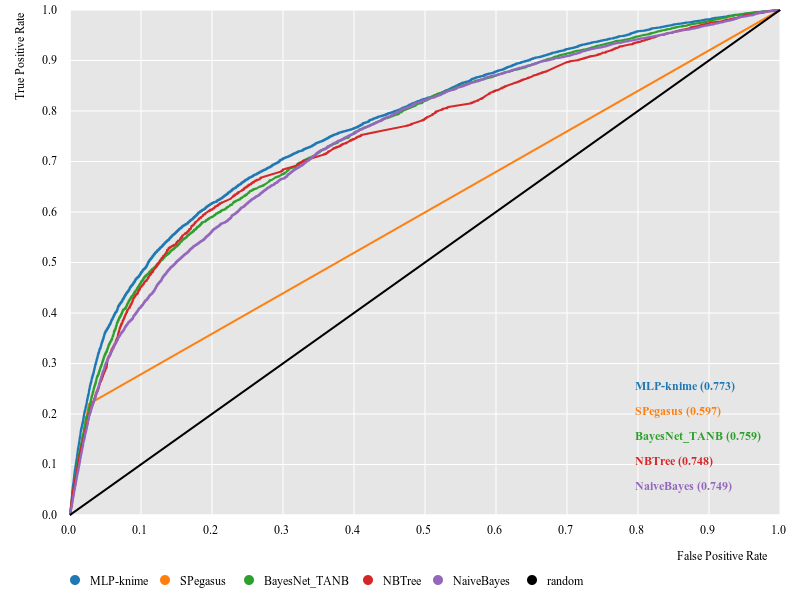 True Positive Rate
1.0
0.9
0.8
0.7
0.6
0.5
0.4
0.3
0.2
0.1
0.0
MLP-knime (0.773)
SPegasus (0.597)
BayesNet_TANB (0.759)
NBTree (0.748)
NaiveBayes (0.749)
0.0 0.1 0.2 0.3 0.4 0.5 0.6 0.7 0.8 0.9 1.0
False Positive Rate
MLP-knime SPegasus BayesNet_TANB NBTree NaiveBayes random